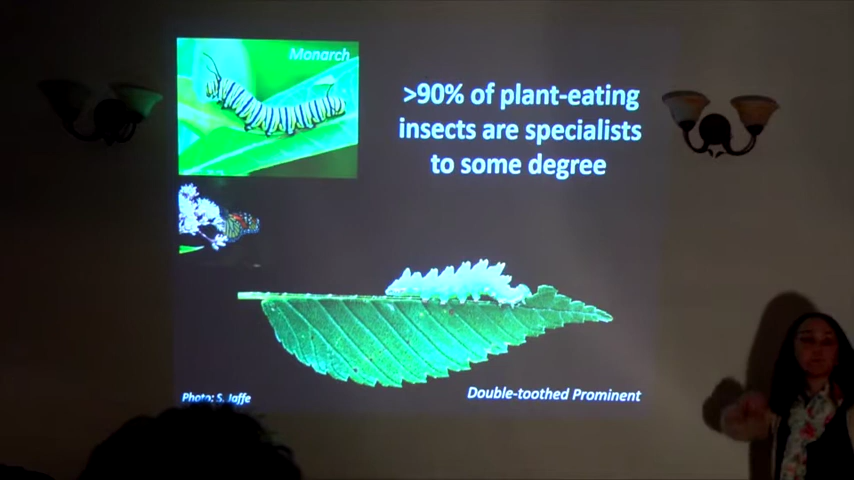 Monarch
>90% of plant-eating
insects are specialists
to some degree
Photo: S. Jaffe
Double-toothed Prominent